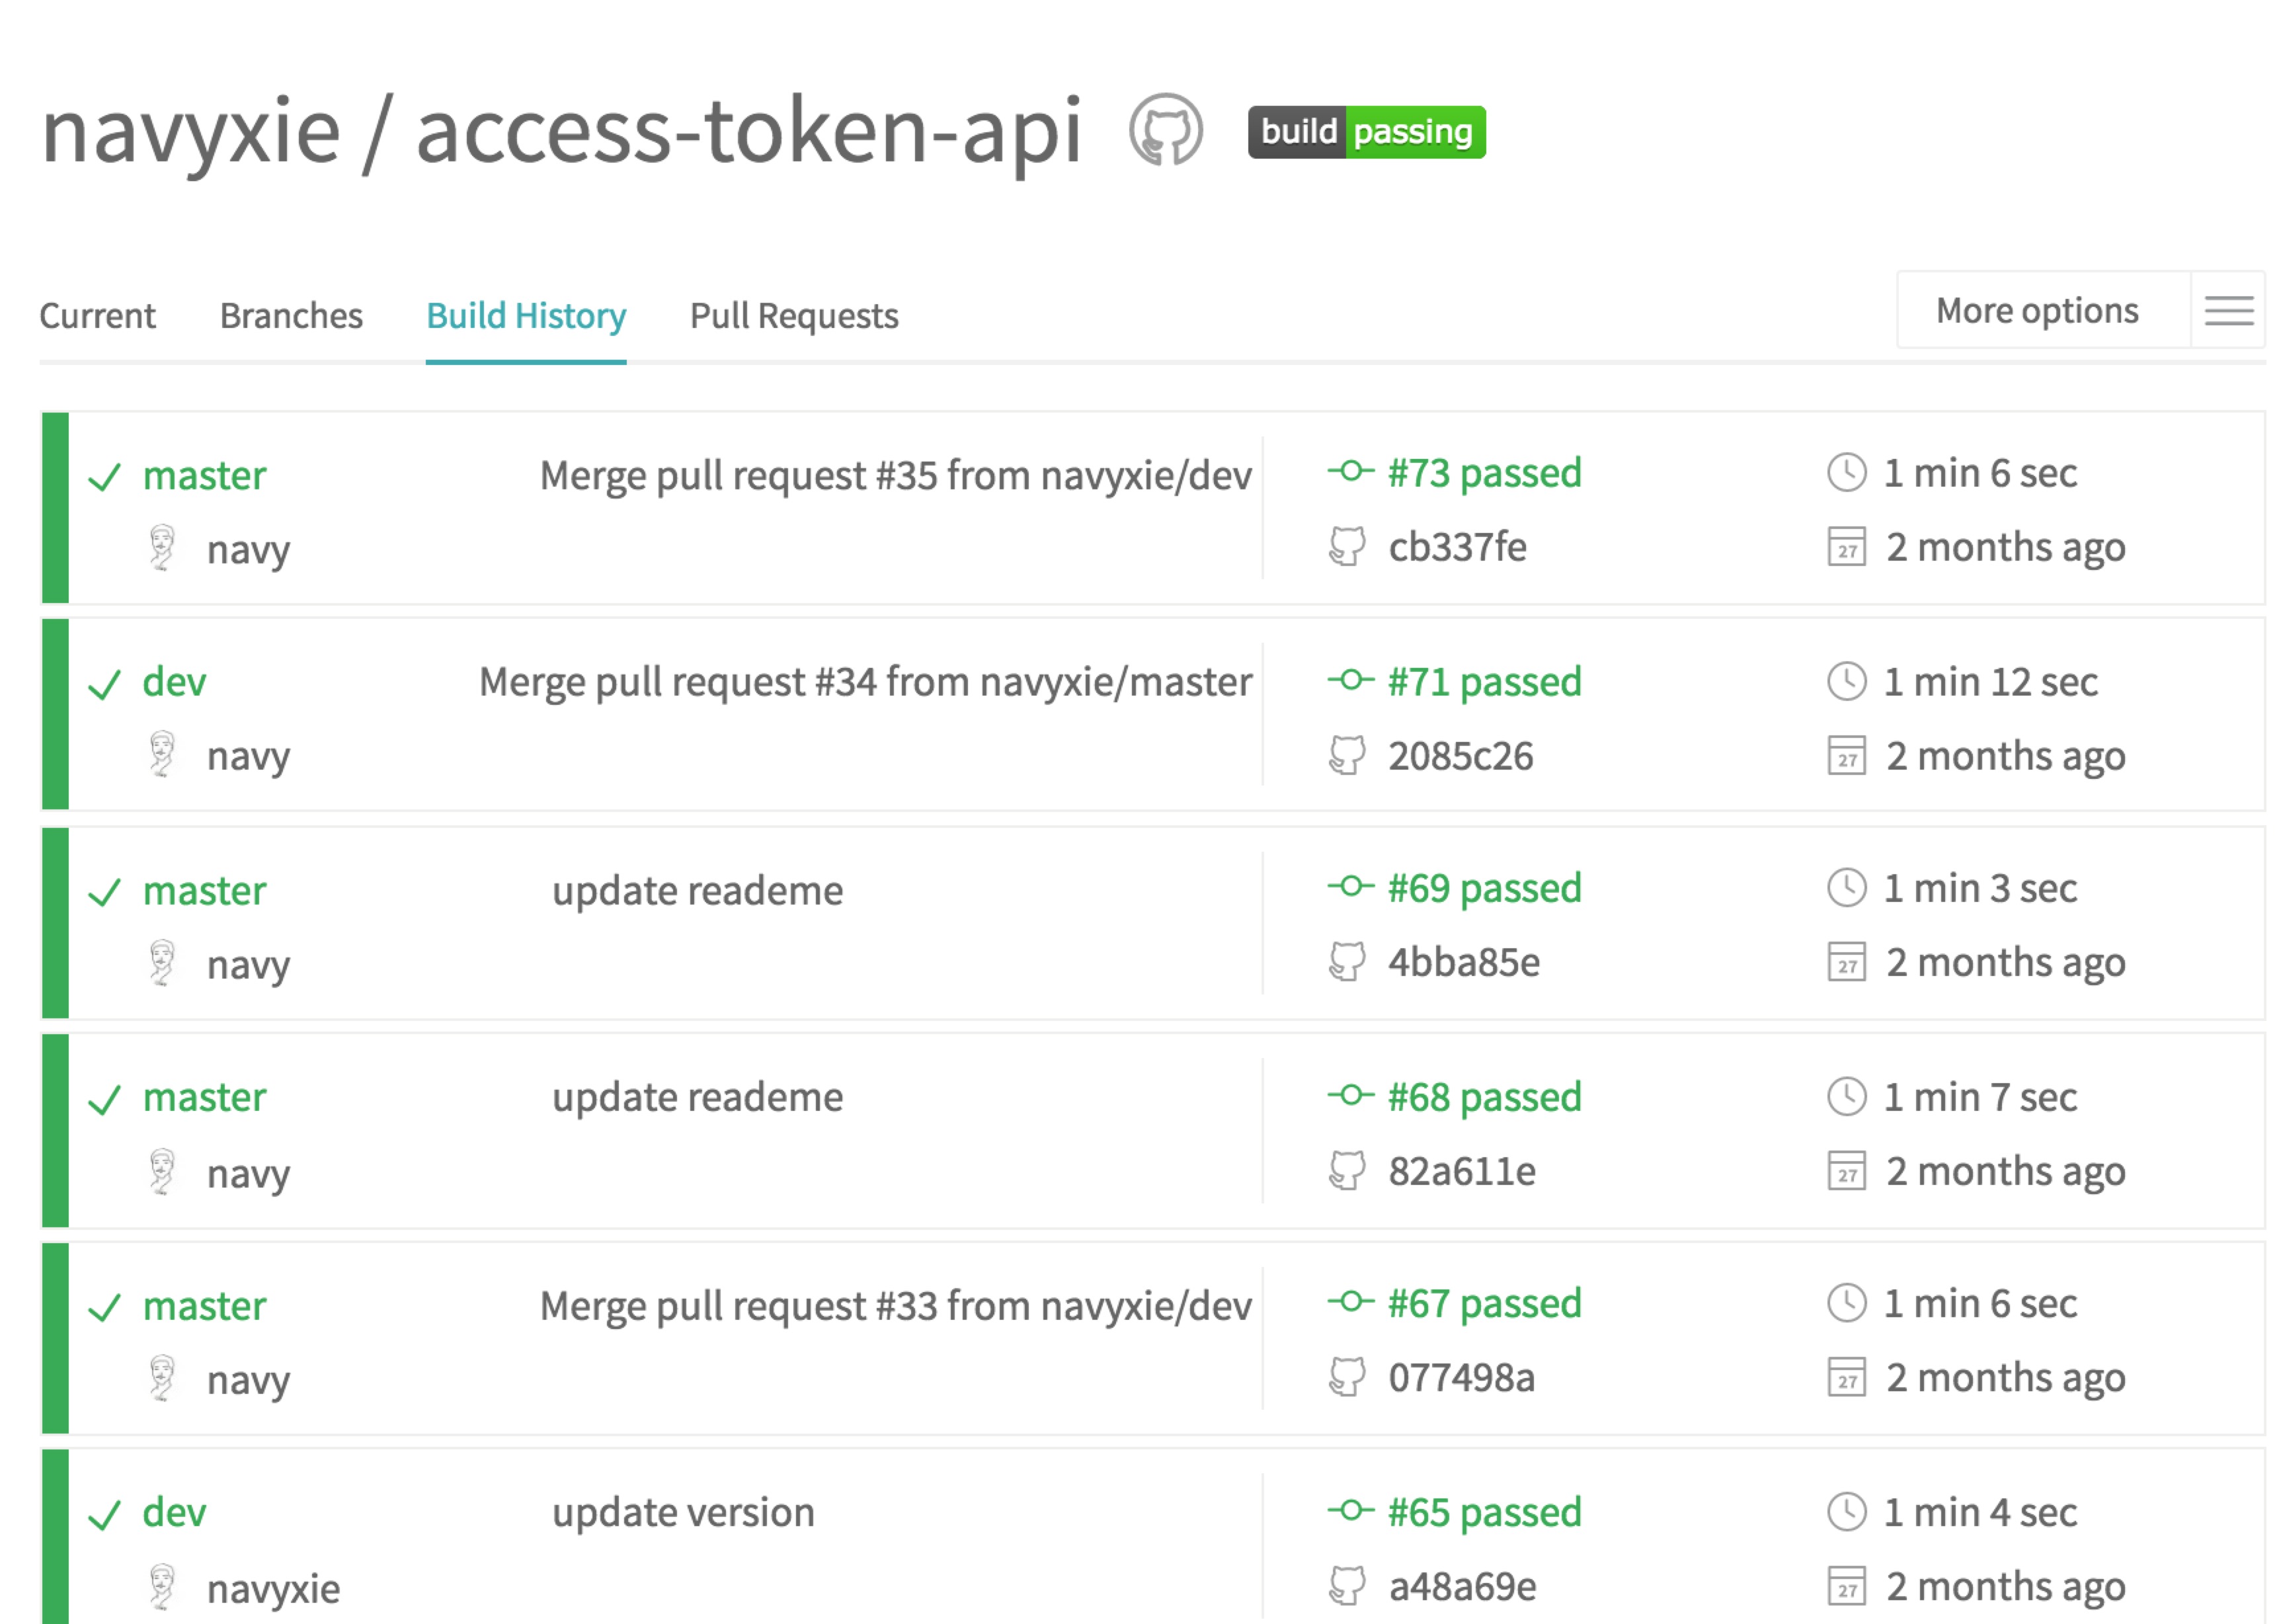 navyxie / access-token-api build passing
Current Branches Build History Pull Requests More options
master Merge pull request #35 from navyxie/dev #73 passed 1 min 6 sec
navy cb337fe 27 2 months ago
dev Merge pull request #34 from navyxie/master #71 passed 1 min 12 sec
navy 2085c26 27 2 months ago
master update reademe #69 passed 1 min 3 sec
navy 4bba85e 27 2 months ago
master update reademe #68 passed 1 min 7 sec
navy 82a611e 27 2 months ago
master Merge pull request #33 from navyxie/dev #67 passed 1 min 6 sec
navy 077498a 27 2 months ago
dev update version #65 passed 1 min 4 sec
navyxie a48a69e 27 2 months ago